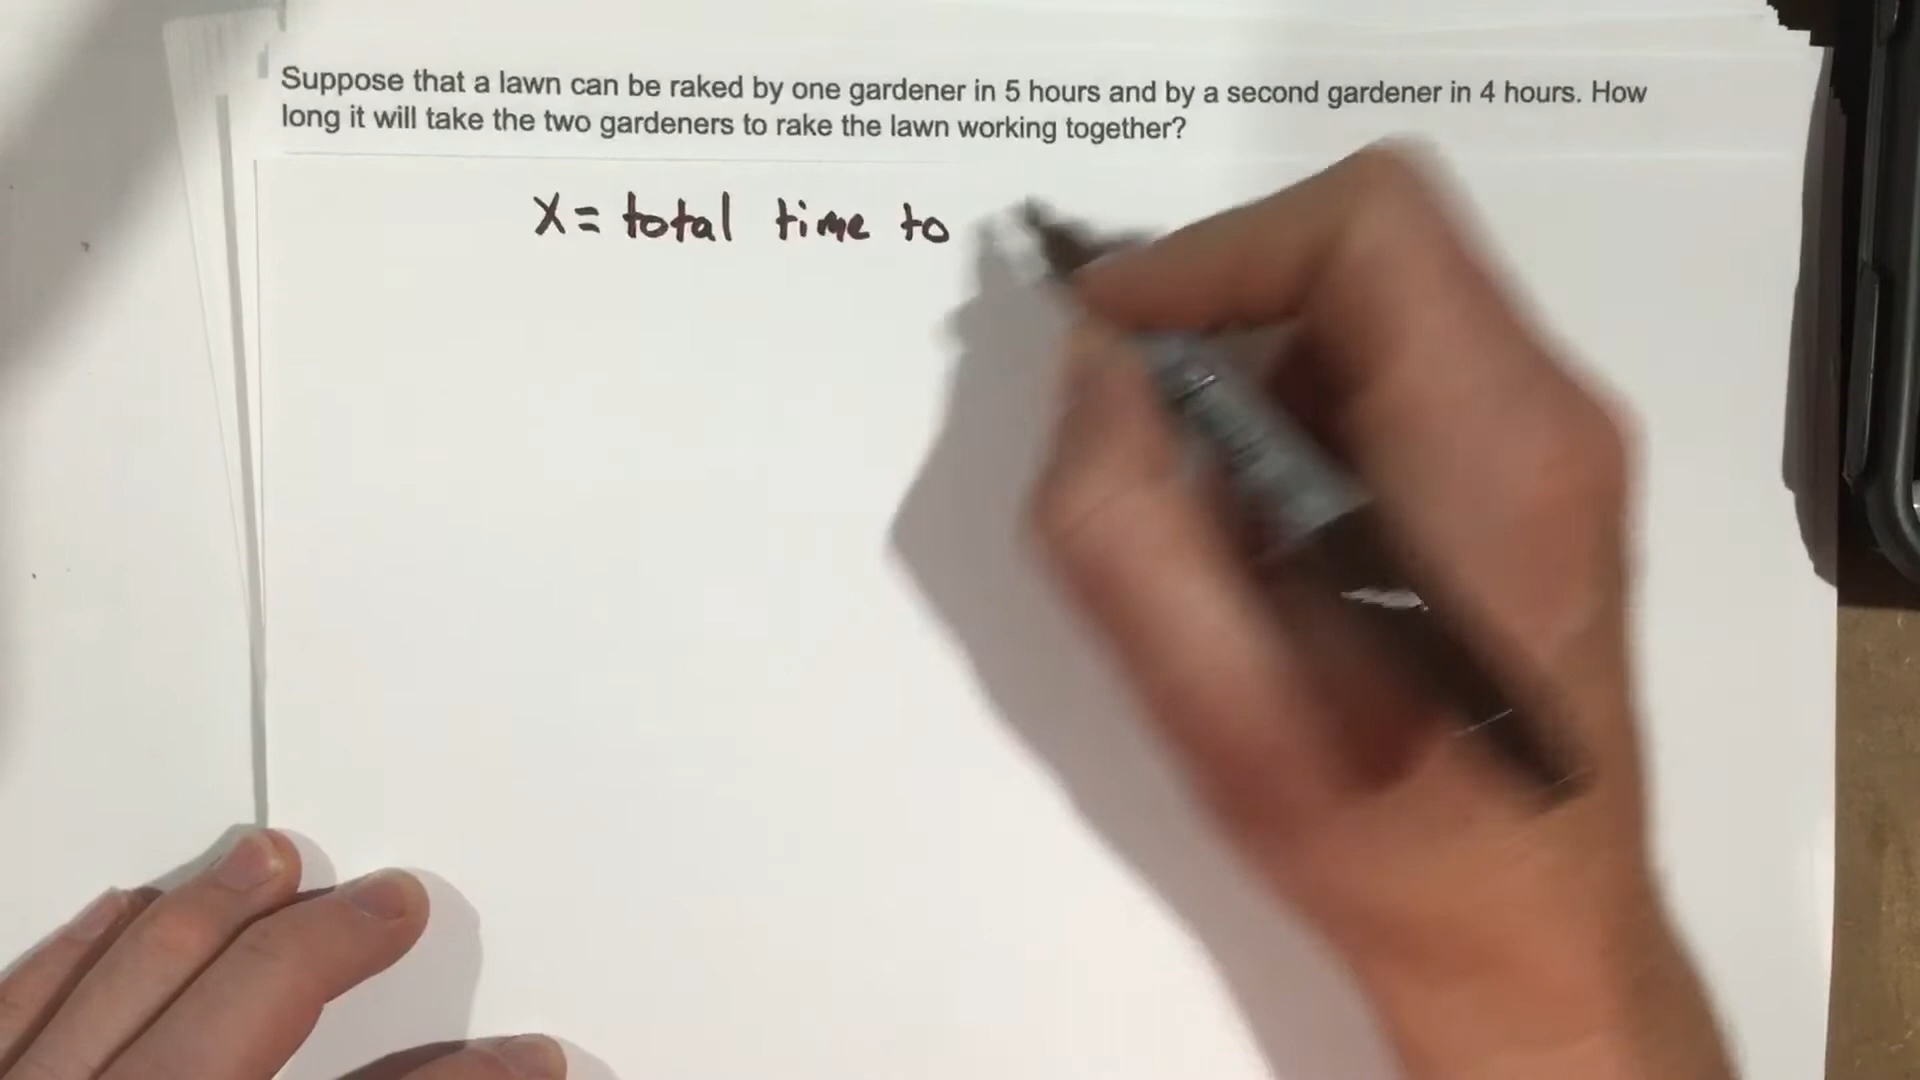 Suppose that a lawn can be raked by one gardener in 5 hours and by a second gardener in 4 hours. How
long it will take the two gardeners to rake the lawn working together?
X = total time to